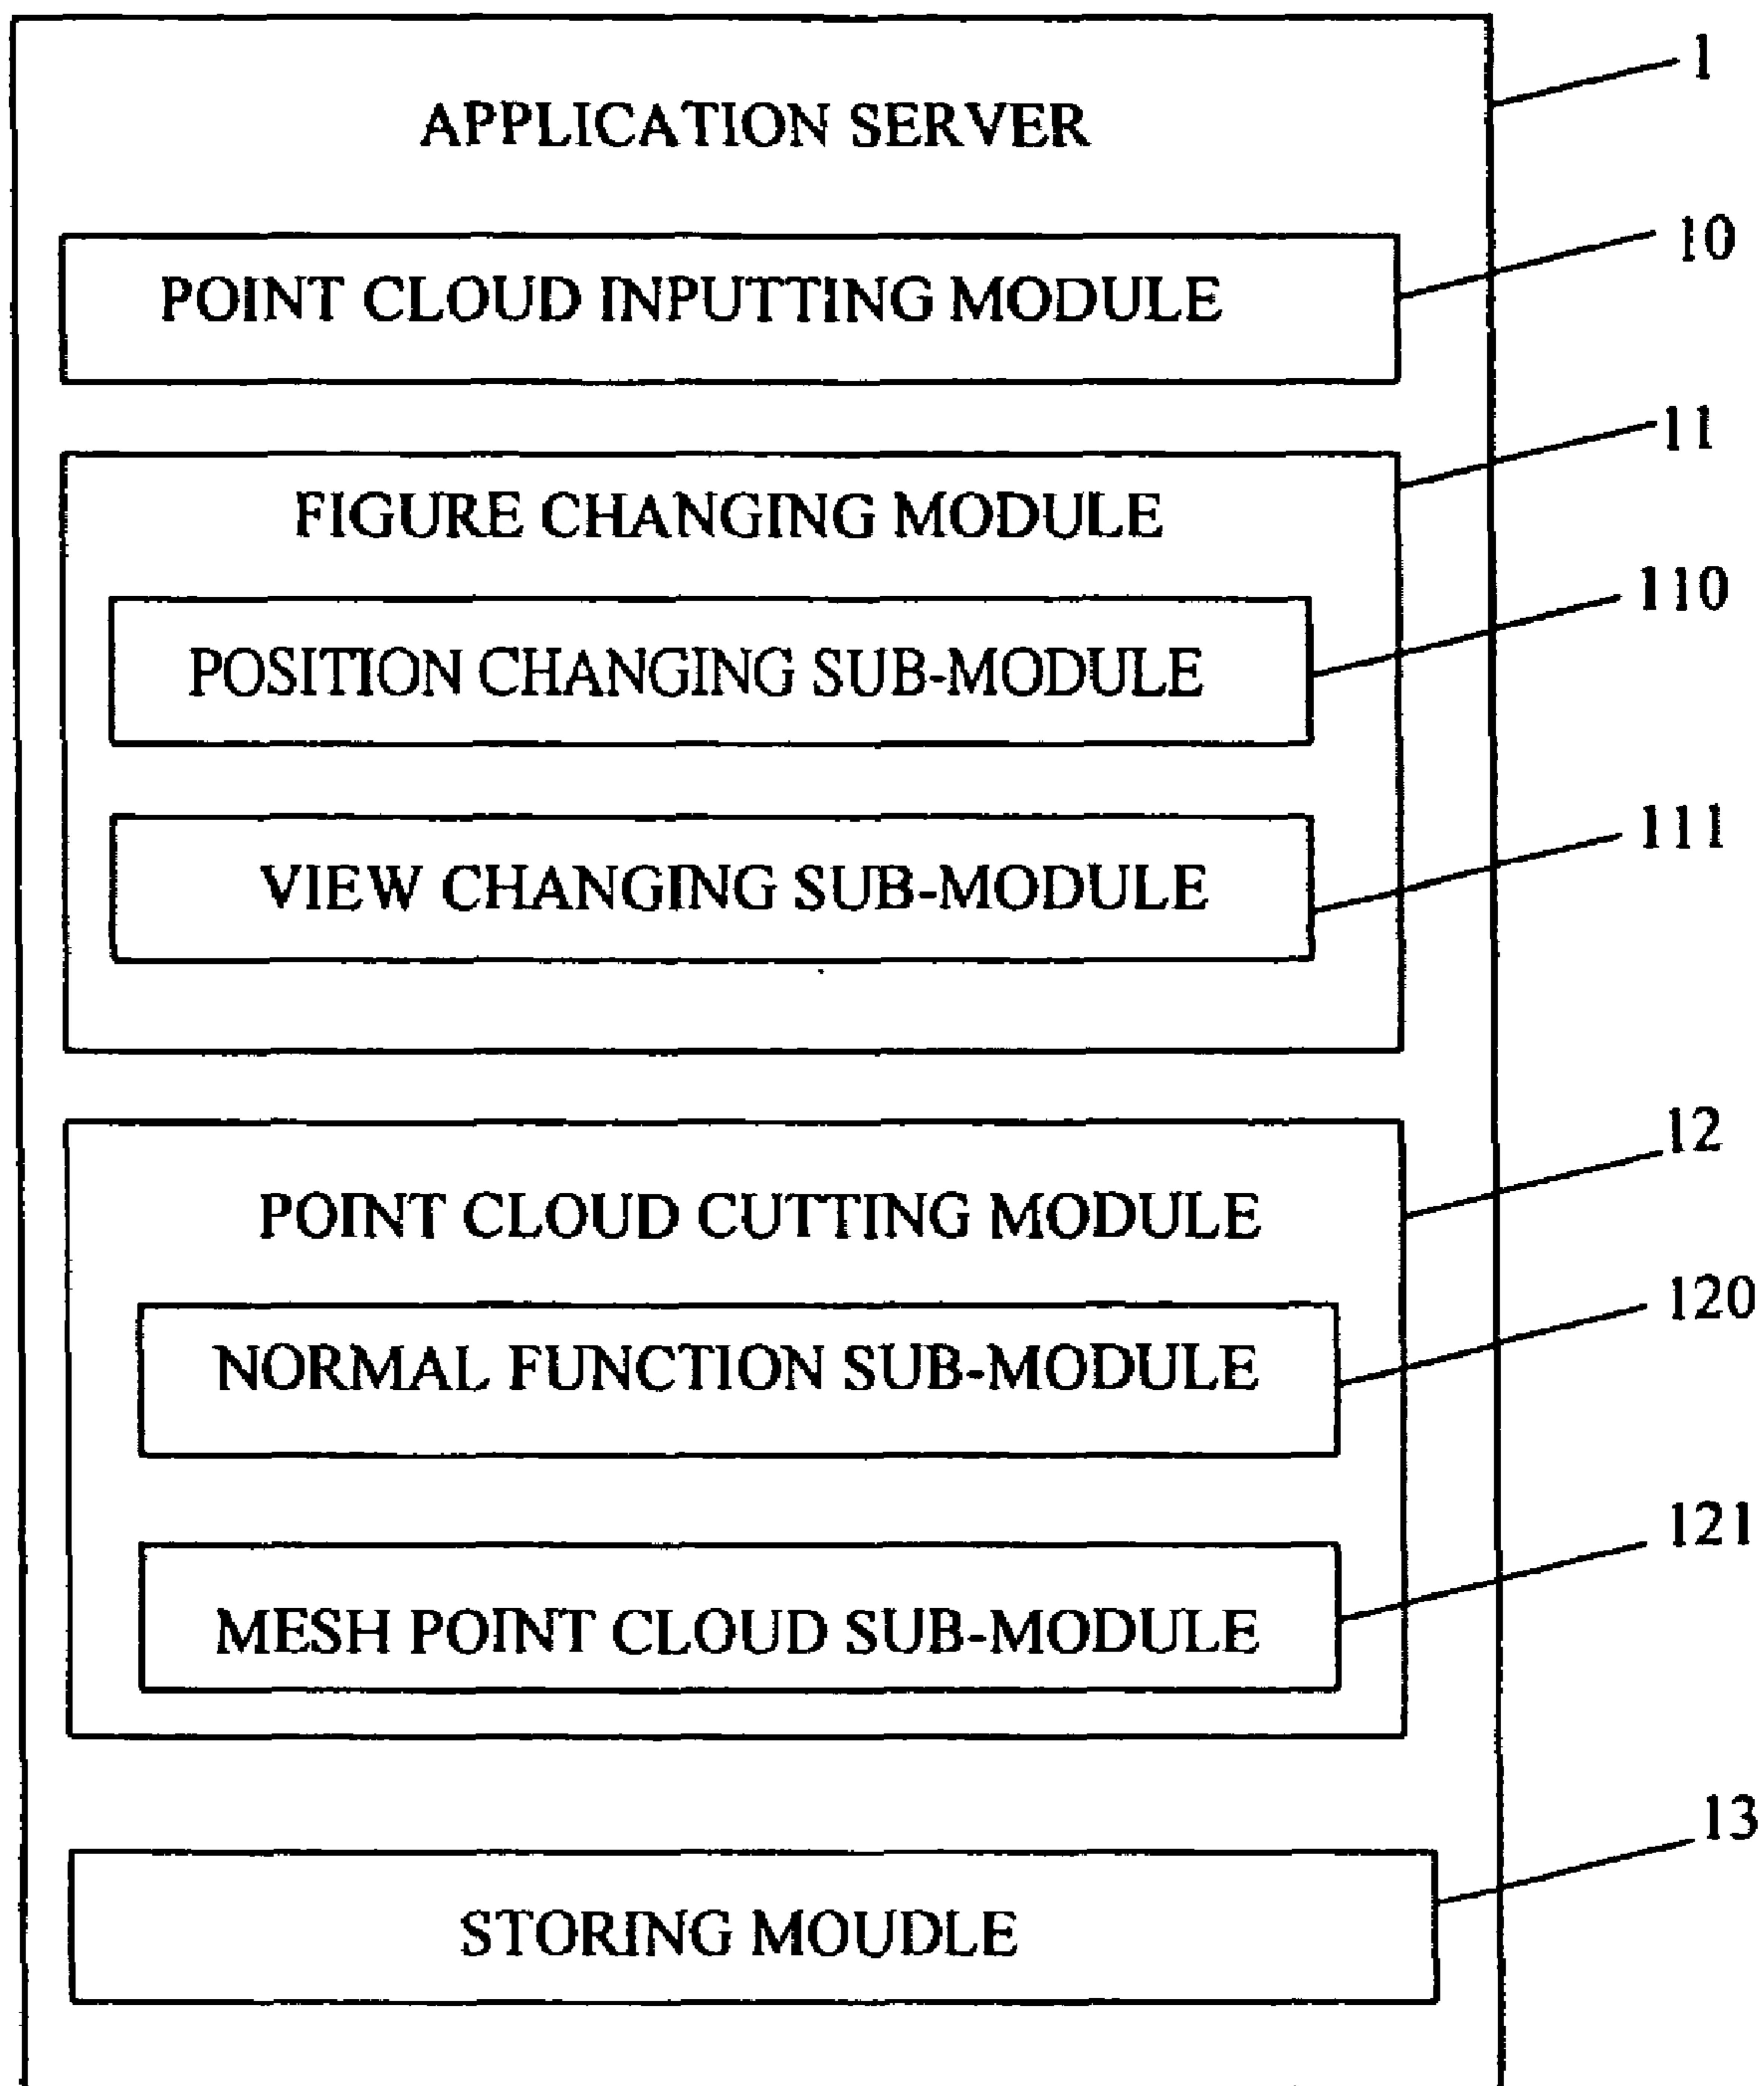 1
APPLICATION SERVER
10
POINT CLOUD INPUTTING MODULE
11
FIGURE CHANGING MODULE
110
POSITION CHANGING SUB-MODULE
111
VIEW CHANGING SUB-MODULE
12
POINT CLOUD CUTTING MODULE
120
NORMAL FUNCTION SUB-MODULE
121
MESH POINT CLOUD SUB-MODULE
13
STORING MOUDLE